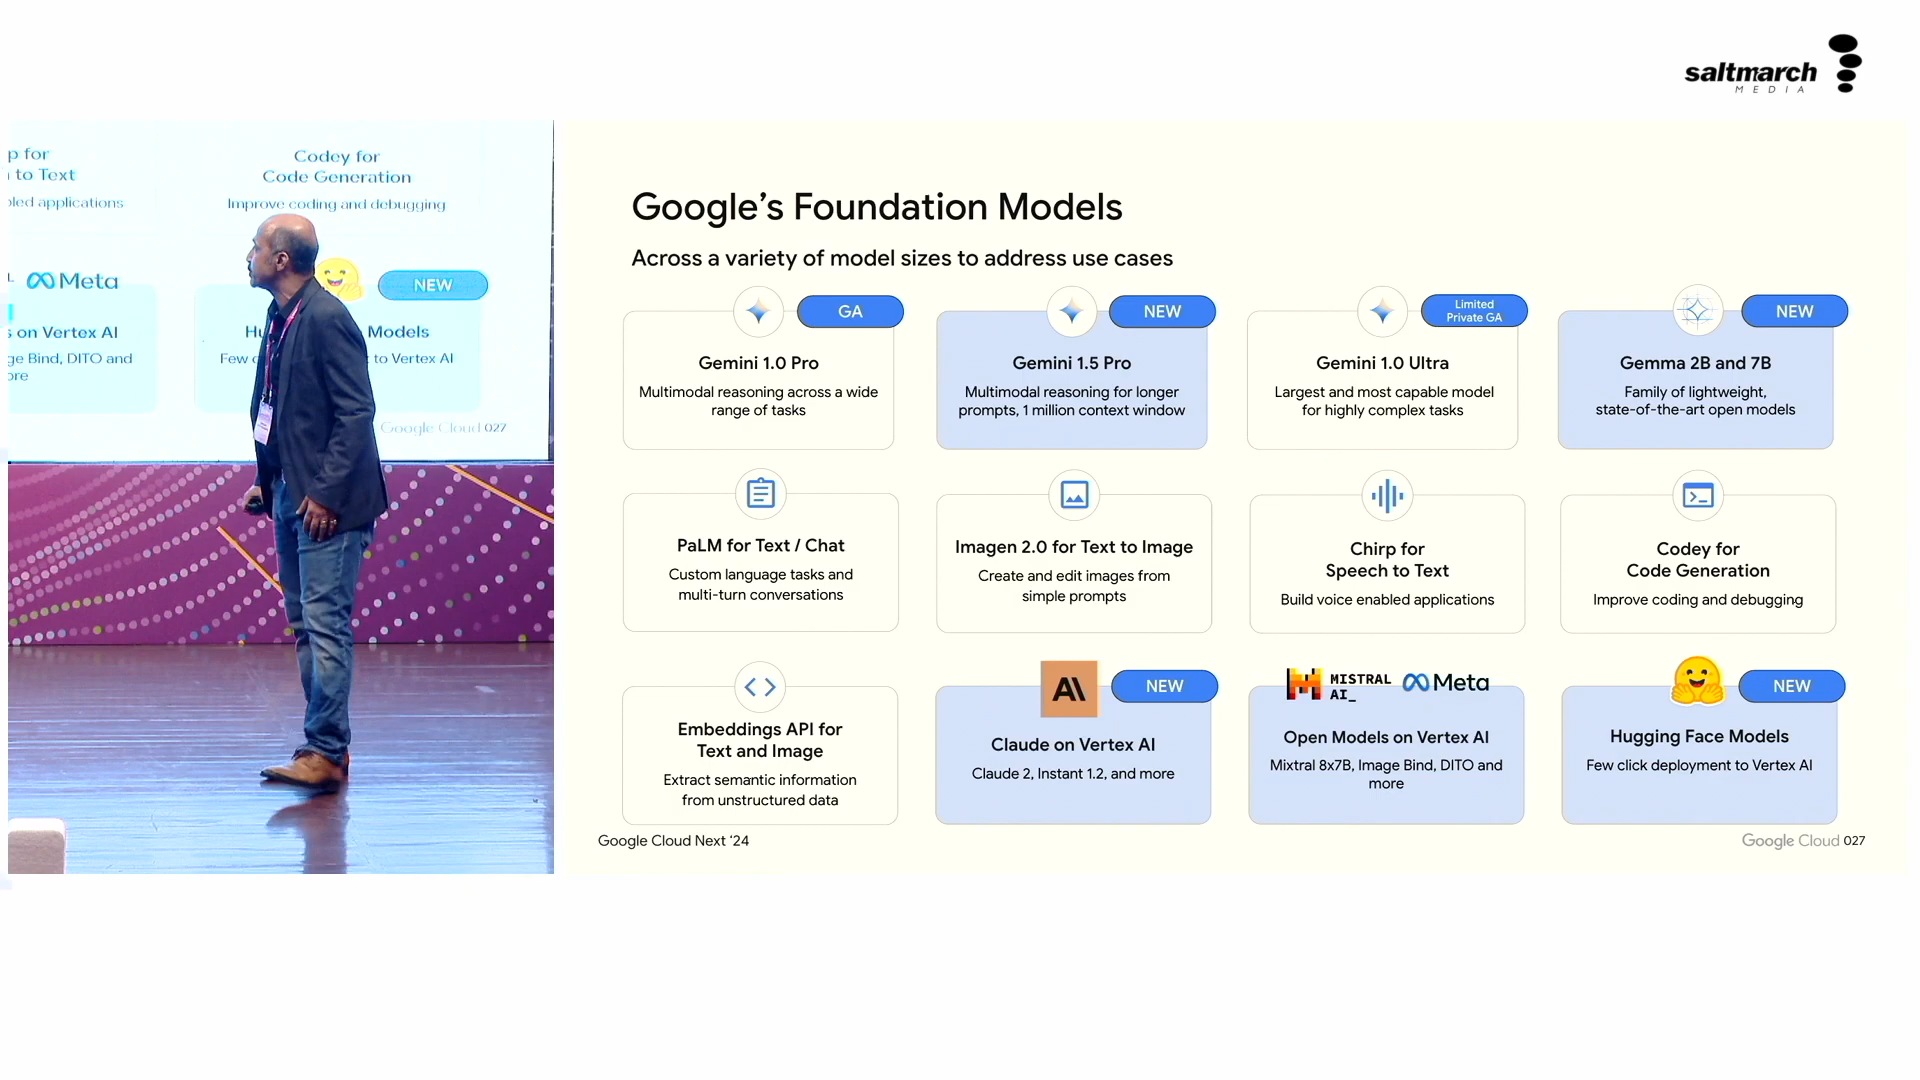 saltmarch
MEDIA
p for
to Text
bled applications
Codey for
Code Generation
Improve coding and debugging
Meta
NEW
s on Vertex AI
ge Bind, DITO and
ore
Models
Few
to Vertex AI
Google Cloud 027
Google's Foundation Models
Across a variety of model sizes to address use cases
GA
Gemini 1.0 Pro
Multimodal reasoning across a wide
range of tasks
NEW
Gemini 1.5 Pro
Multimodal reasoning for longer
prompts, 1 million context window
Limited
Private GA
Gemini 1.0 Ultra
Largest and most capable model
for highly complex tasks
NEW
Gemma 2B and 7B
Family of lightweight,
state-of-the-art open models
PaLM for Text / Chat
Custom language tasks and
multi-turn conversations
Imagen 2.0 for Text to Image
Create and edit images from
simple prompts
Chirp for
Speech to Text
Build voice enabled applications
Codey for
Code Generation
Improve coding and debugging
Embeddings API for
Text and Image
Extract semantic information
from unstructured data
NEW
Claude on Vertex AI
Claude 2, Instant 1.2, and more
MISTRAL
AI_
Meta
Open Models on Vertex AI
Mixtral 8x7B, Image Bind, DITO and
more
NEW
Hugging Face Models
Few click deployment to Vertex AI
Google Cloud Next '24
Google Cloud 027